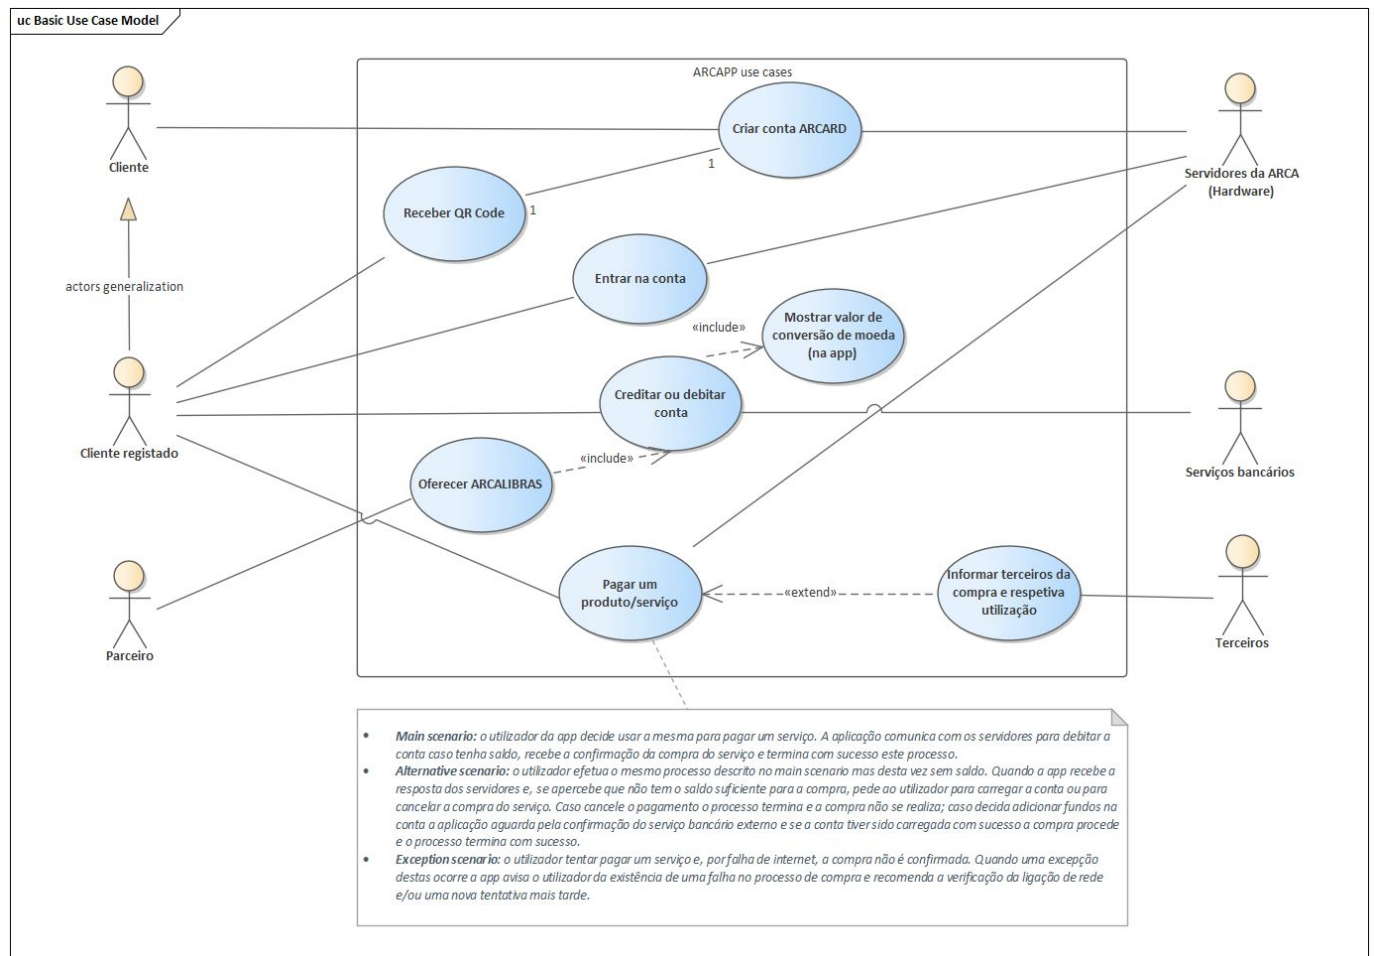 uc Basic Use Case Model
ARCAPP use cases
Cliente
Criar conta ARCARD
Servidores da ARCA
(Hardware)
1
Receber QR Code
1
Entrar na conta
actors generalization
Mostrar valor de
conversão de moeda
(na app)
«include»
Creditar ou debitar
conta
Cliente registado
Serviços bancários
«include»
Oferecer ARCALIBRAS
Pagar um
produto/serviço
«extend»
Informar terceiros da
compra e respetiva
utilização
Parceiro
Terceiros
• Main scenario: o utilizador da app decide usar a mesma para pagar um serviço. A aplicação comunica com os servidores para debitar a
conta caso tenha saldo, recebe a confirmação da compra do serviço e termina com sucesso este processo.
• Alternative scenario: o utilizador efetua o mesmo processo descrito no main scenario mas desta vez sem saldo. Quando a app recebe a
resposta dos servidores e, se apercebe que não tem o saldo suficiente para a compra, pede ao utilizador para carregar a conta ou para
cancelar a compra do serviço. Caso cancele o pagamento o processo termina e a compra não se realiza; caso decida adicionar fundos na
conta a aplicação aguarda pela confirmação do serviço bancário externo e se a conta tiver sido carregada com sucesso a compra procede
e o processo termina com sucesso.
• Exception scenario: o utilizador tentar pagar um serviço e, por falha de internet, a compra não é confirmada. Quando uma excepção
destas ocorre a app avisa o utilizador da existência de uma falha no processo de compra e recomenda a verificação da ligação de rede
e/ou uma nova tentativa mais tarde.